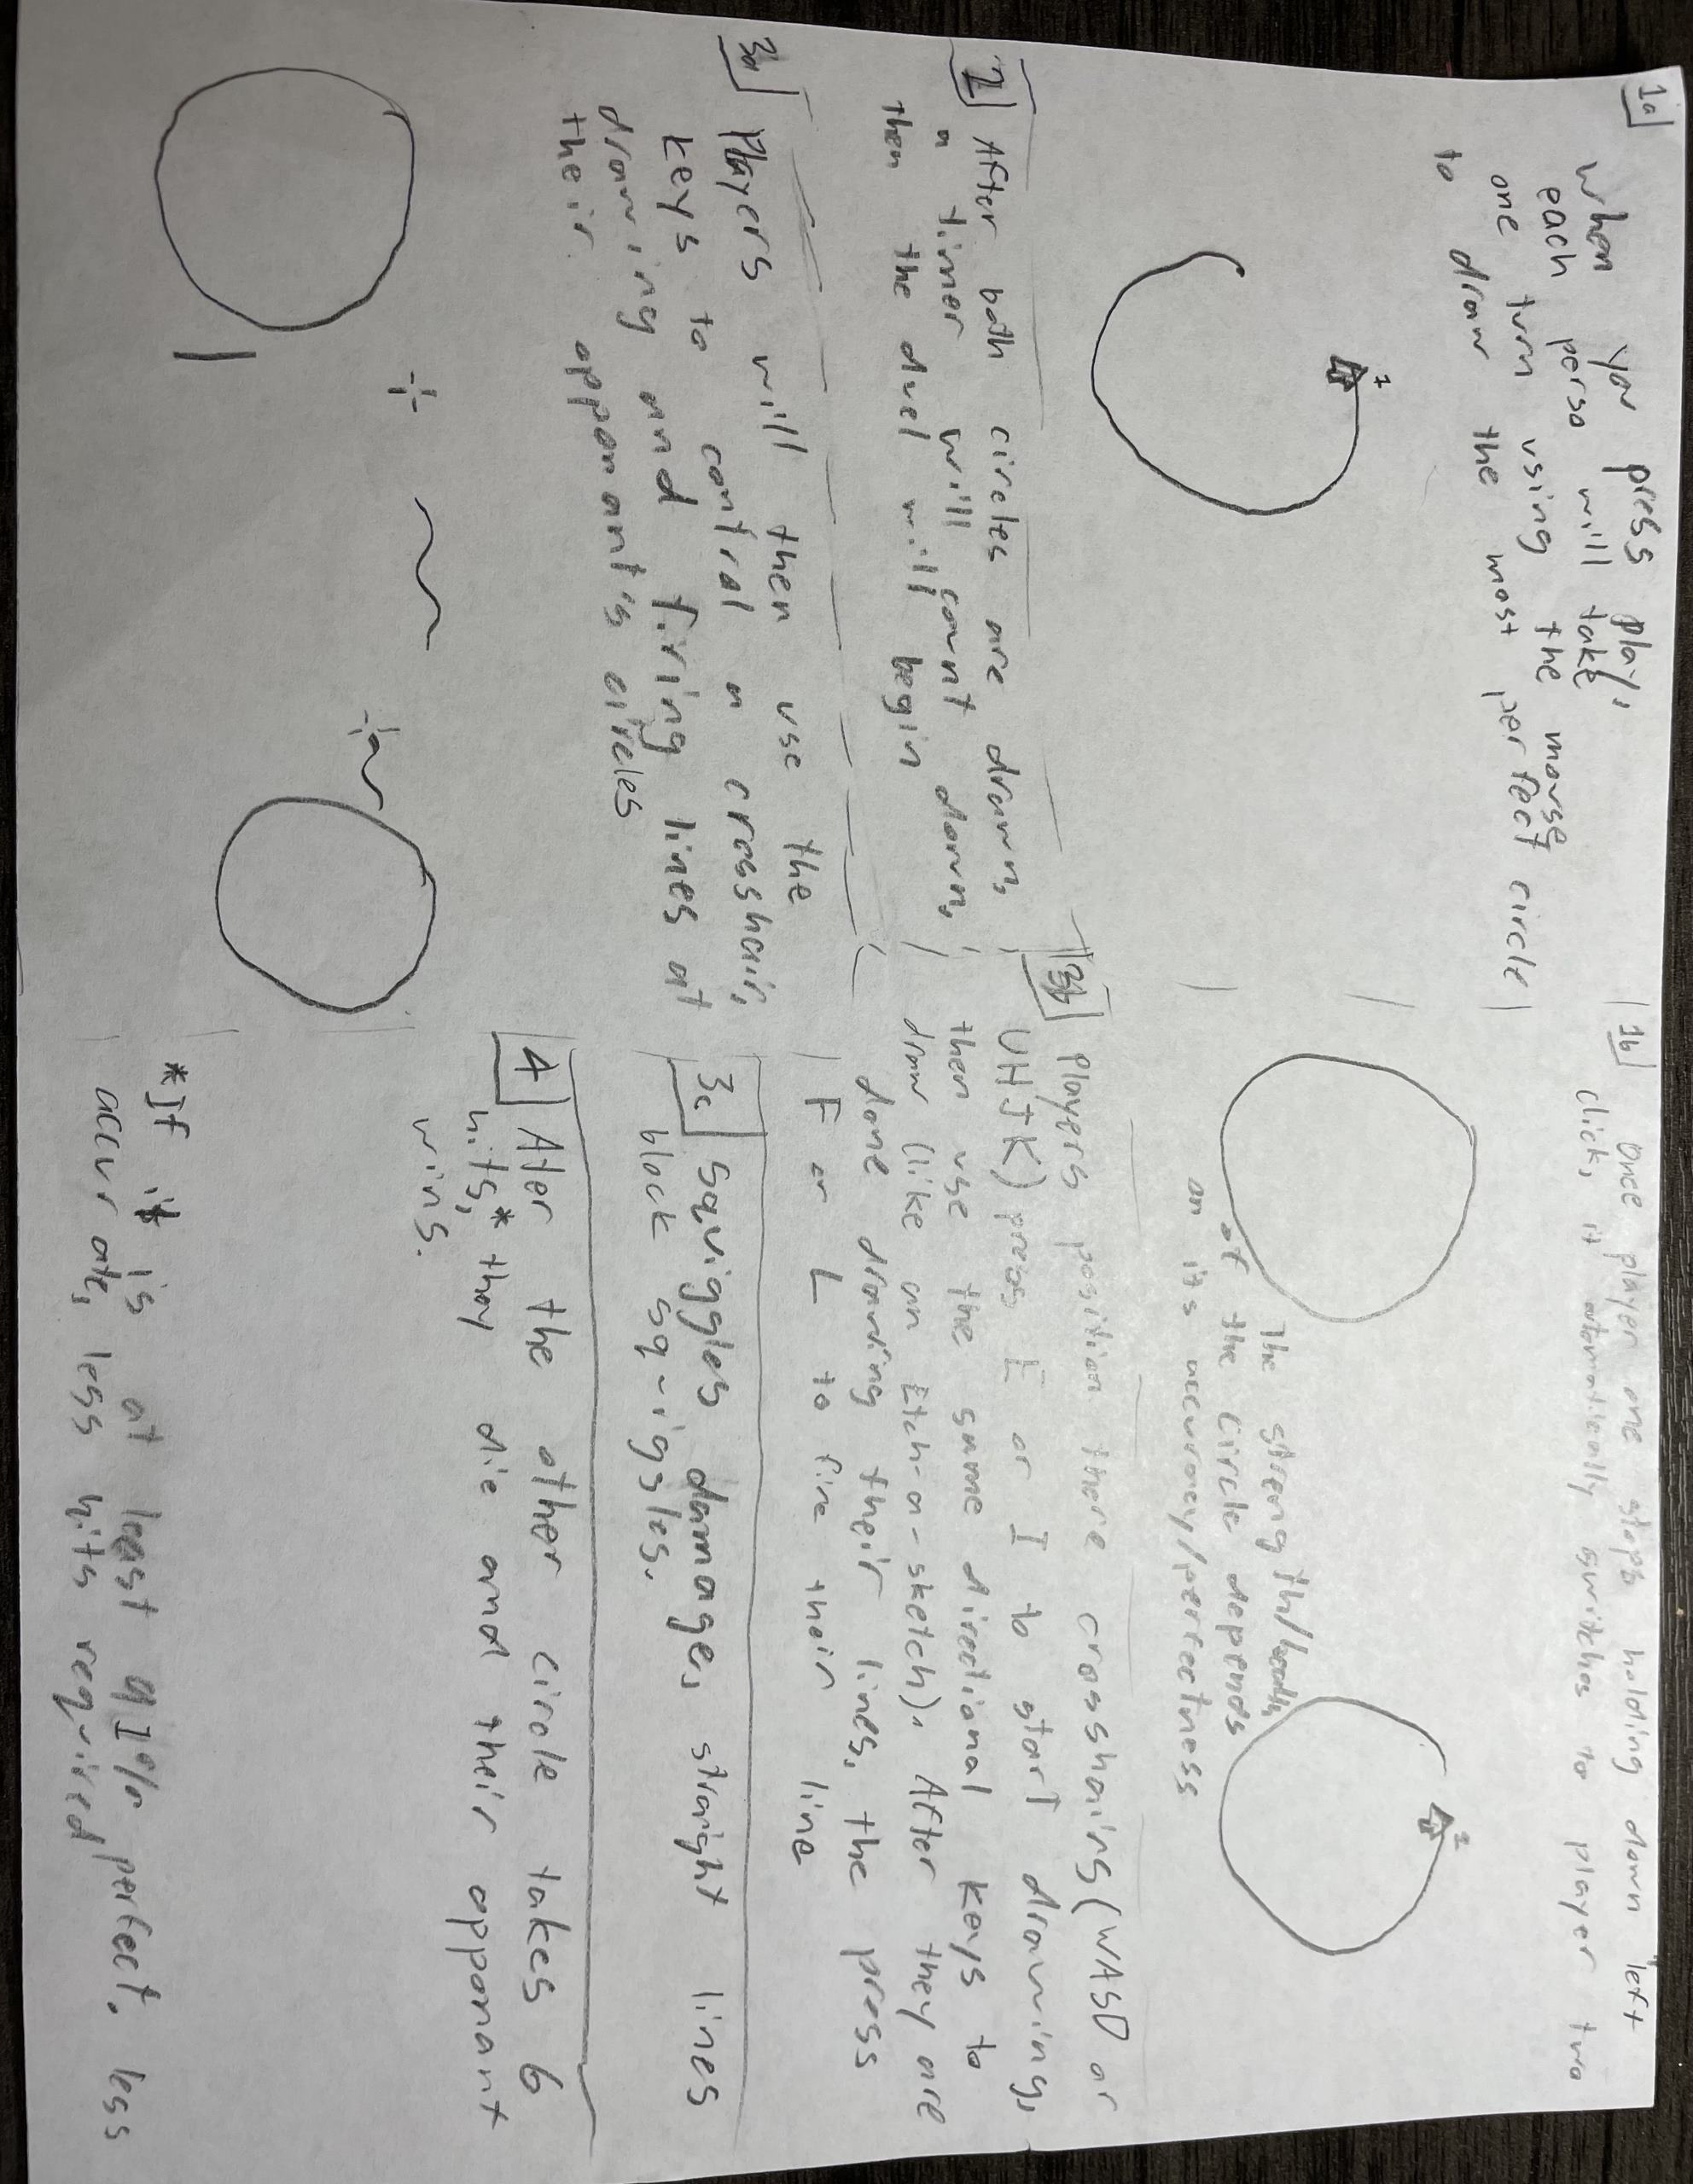 1a
When you press play,
each perso will take
one turn using the mouse
to draw the most perfect circle
1
1b
Once player one stops holding down left
click, it automatically switches to player two
2
The strength/health
of the circle depends
on its accuracy/perfectness
2
After both circles are drawn,
a timer will count down,
then the duel will begin
3a
Players will then use the
keys to control a crosshair,
drawing and firing lines at
their opponant's circles
3b
Players position there crosshairs (WASD or
UHJK) press E or I to start drawing,
then use the same directional keys to
draw (like an Etch-a-sketch). After they are
done drawing their lines, the press
F or L to fire their line
3c
Squiggles damages, straight lines
block squiggles.
4
After the other circle takes 6
hits,* they die and their opponant
wins.
*If it is at least 91% perfect. less
accurate, less hits required